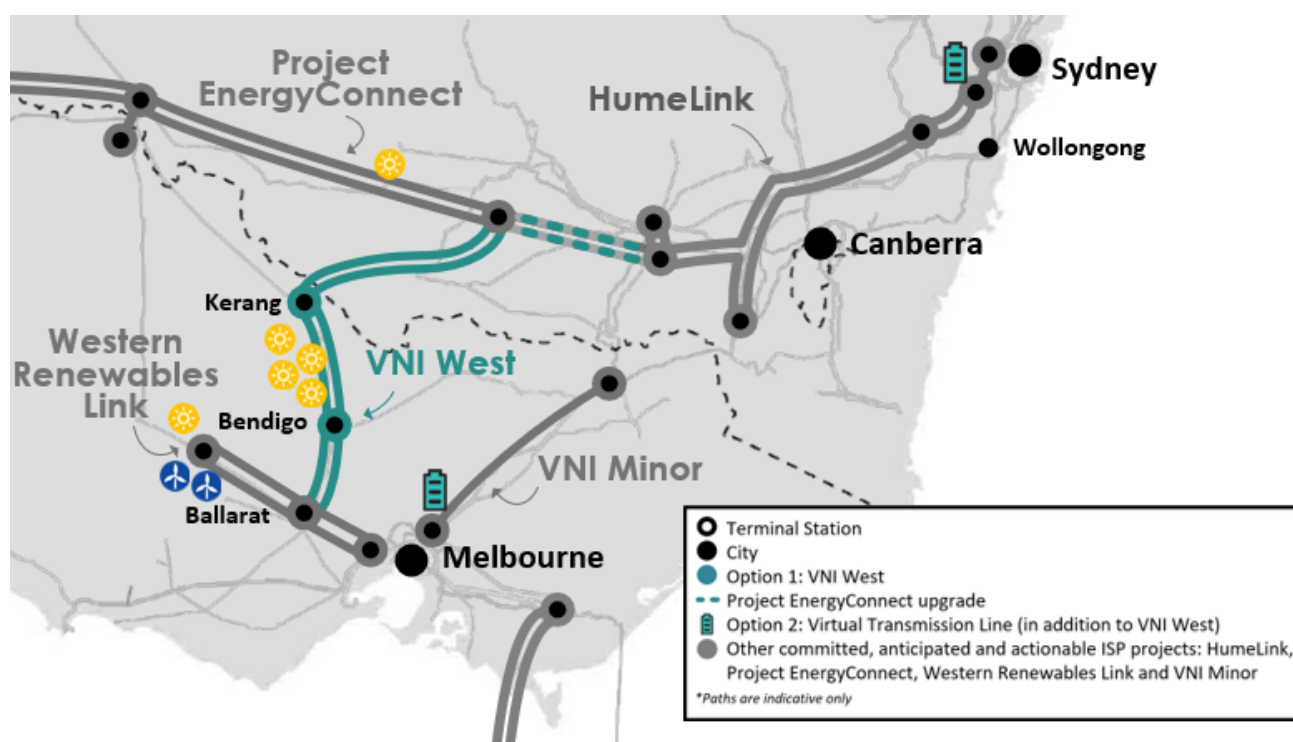 Project
EnergyConnect
HumeLink
Sydney
Wollongong
Canberra
Kerang
Western
Renewables
Link
VNI West
Bendigo
VNI Minor
Ballarat
Melbourne
Terminal Station
City
Option 1: VNI West
Project EnergyConnect upgrade
Option 2: Virtual Transmission Line (in addition to VNI West)
Other committed, anticipated and actionable ISP projects: HumeLink,
Project EnergyConnect, Western Renewables Link and VNI Minor
*Paths are indicative only